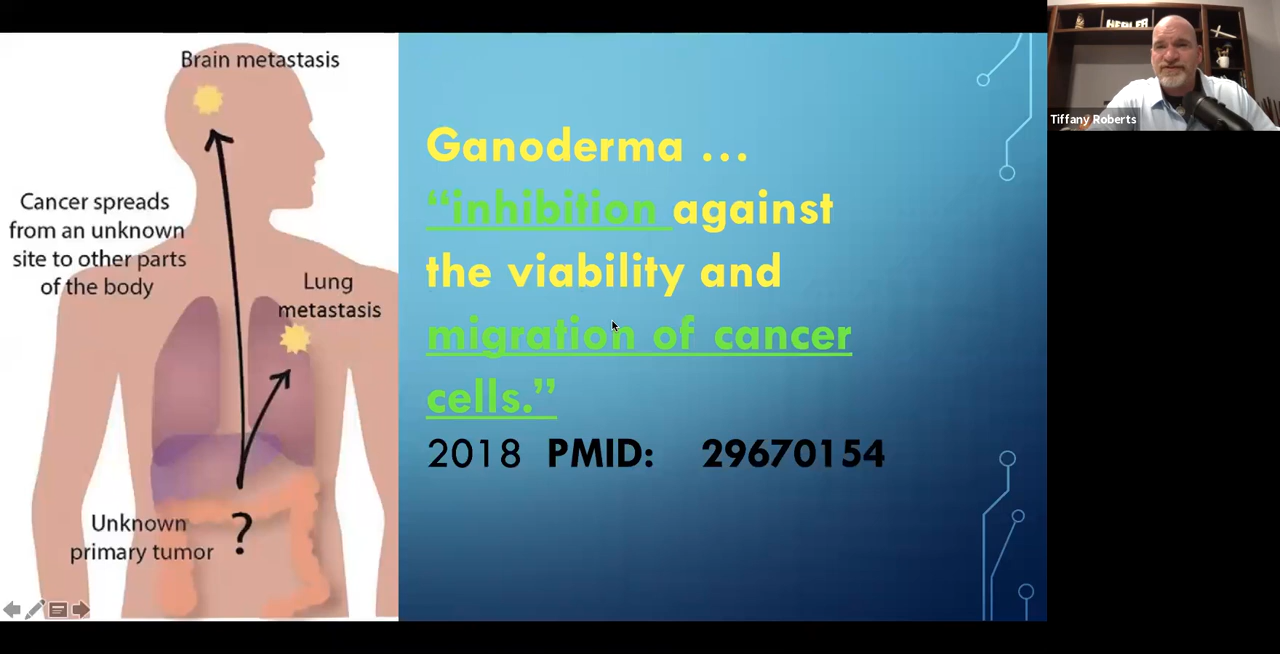 Brain metastasis
Cancer spreads
from an unknown
site to other parts
of the body
Lung
metastasis
Unknown
primary tumor
?
Ganoderma …
“inhibition against
the viability and
migration of cancer
cells.”
2018 PMID: 29670154
HEALER
Tiffany Roberts